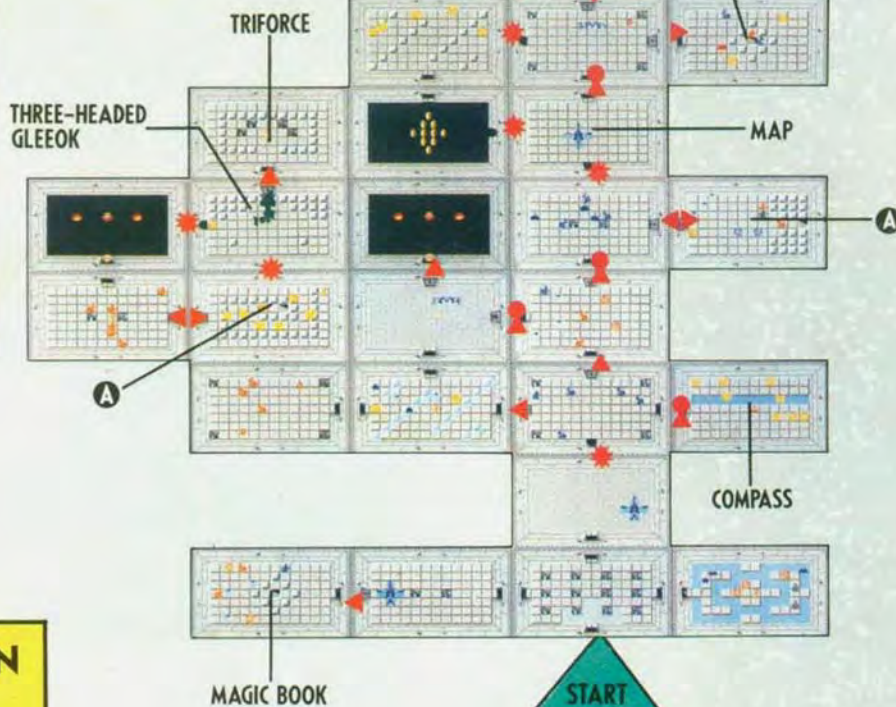 TRIFORCE
THREE-HEADED
GLEEOK
MAP
A
A
COMPASS
N
MAGIC BOOK
START